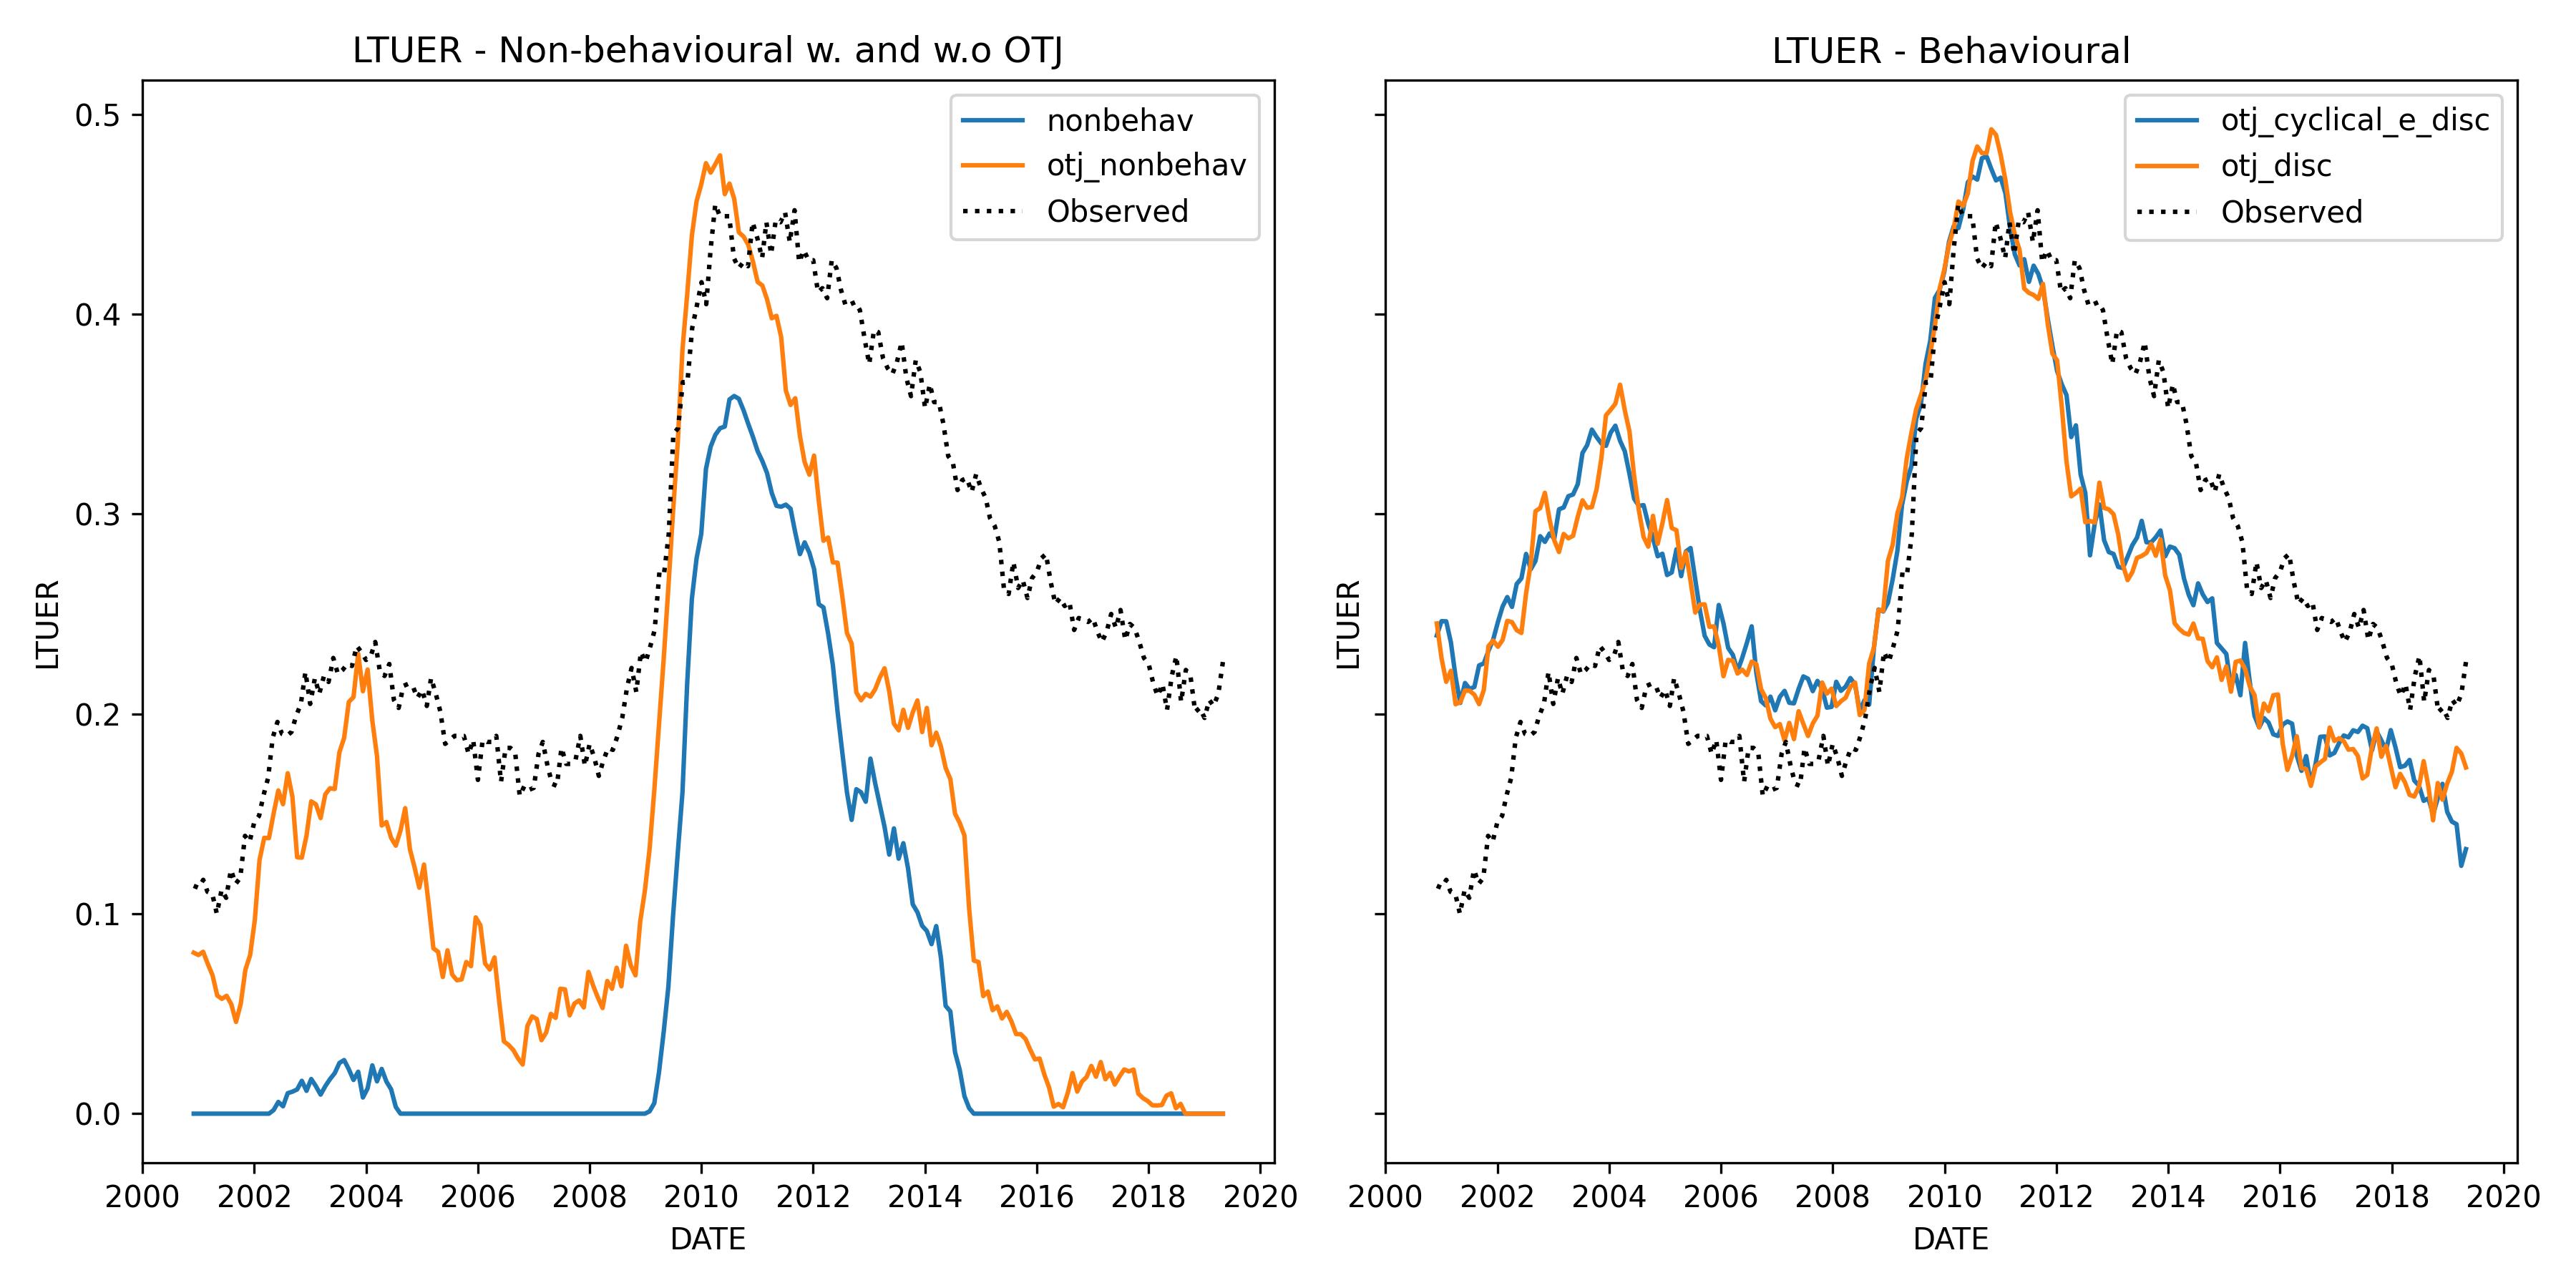 LTUER - Non-behavioural w. and w.o OTJ
nonbehav
otj_nonbehav
Observed
0.5
0.4
0.3
0.2
0.1
0.0
LTUER
2000 2002 2004 2006 2008 2010 2012 2014 2016 2018 2020
DATE
LTUER - Behavioural
otj_cyclical_e_disc
otj_disc
Observed
LTUER
2000 2002 2004 2006 2008 2010 2012 2014 2016 2018 2020
DATE